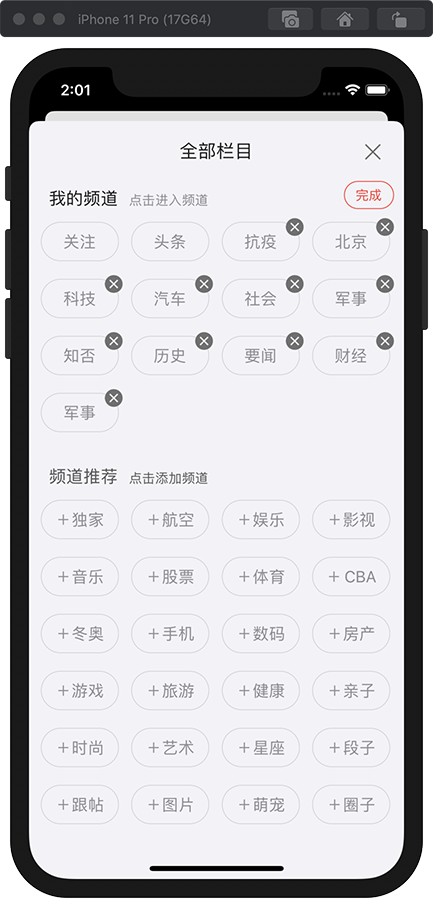 iPhone 11 Pro (17G64)
2:01
全部栏目
我的频道 点击进入频道 完成
关注 头条 抗疫 北京
科技 汽车 社会 军事
知否 历史 要闻 财经
军事
频道推荐 点击添加频道
+独家 +航空 +娱乐 +影视
+音乐 +股票 +体育 + CBA
+冬奥 +手机 +数码 +房产
+游戏 +旅游 +健康 +亲子
+时尚 +艺术 +星座 +段子
+跟帖 +图片 +萌宠 +圈子